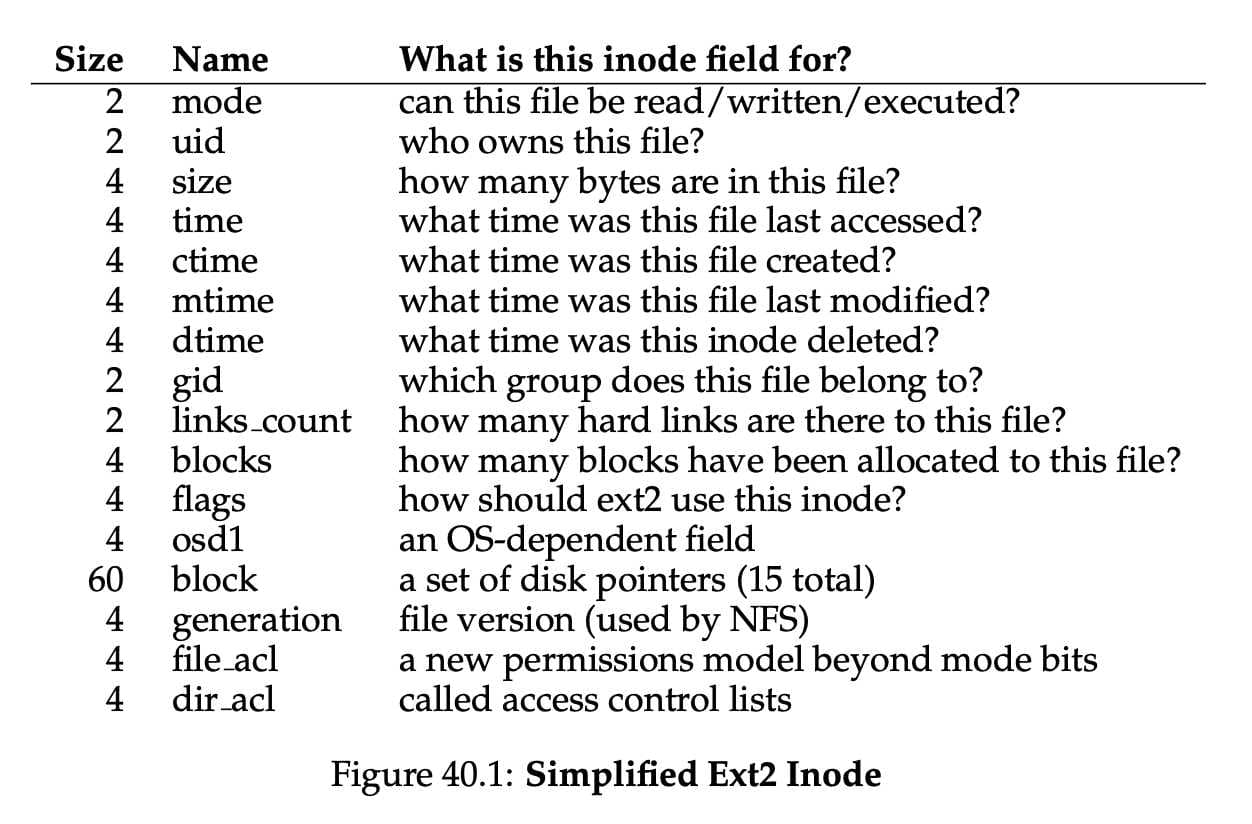 Size Name What is this inode field for?
2 mode can this file be read/written/executed?
2 uid who owns this file?
4 size how many bytes are in this file?
4 time what time was this file last accessed?
4 ctime what time was this file created?
4 mtime what time was this file last modified?
4 dtime what time was this inode deleted?
2 gid which group does this file belong to?
2 links_count how many hard links are there to this file?
4 blocks how many blocks have been allocated to this file?
4 flags how should ext2 use this inode?
4 osd1 an OS-dependent field
60 block a set of disk pointers (15 total)
4 generation file version (used by NFS)
4 file_acl a new permissions model beyond mode bits
4 dir_acl called access control lists
Figure 40.1: Simplified Ext2 Inode